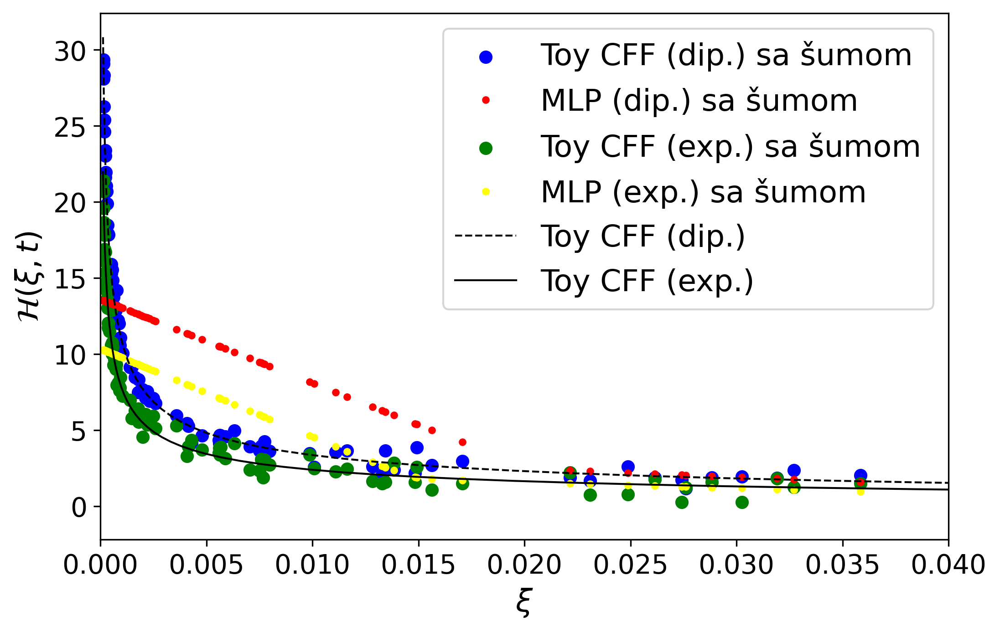 Toy CFF (dip.) sa šumom
MLP (dip.) sa šumom
Toy CFF (exp.) sa šumom
MLP (exp.) sa šumom
Toy CFF (dip.)
Toy CFF (exp.)
ℋ(ξ, t)
30
25
20
15
10
5
0
0.000 0.005 0.010 0.015 0.020 0.025 0.030 0.035 0.040
ξ